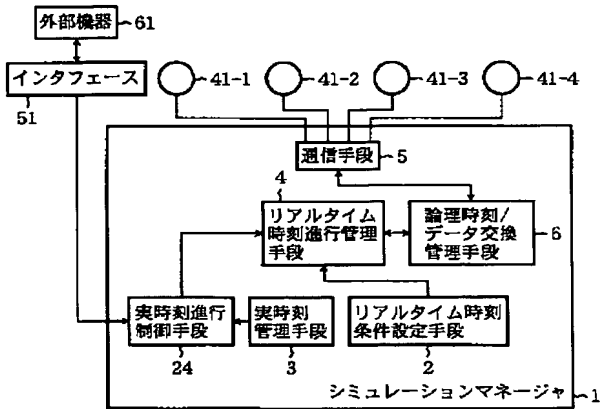 外部機器
61
インタフェース
51
41-1
41-2
41-3
41-4
通信手段
5
4
リアルタイム
時刻進行管理
手段
論理時刻/
データ交換
管理手段
6
実時刻進行
制御手段
24
実時刻
管理手段
3
リアルタイム時刻
条件設定手段
2
シミュレーションマネージャ
1